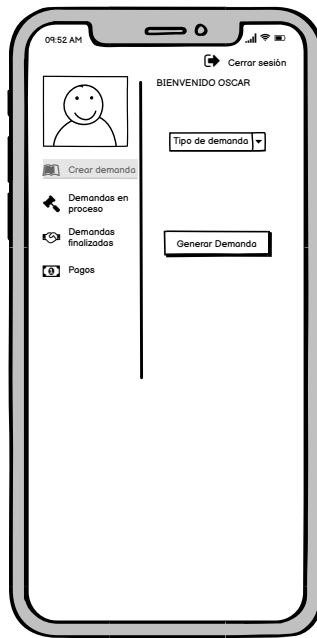 09:52 AM
Cerrar sesión
BIENVENIDO OSCAR
Tipo de demanda
Crear demanda
Demandas en
proceso
Demandas
finalizadas
Generar Demanda
Pagos